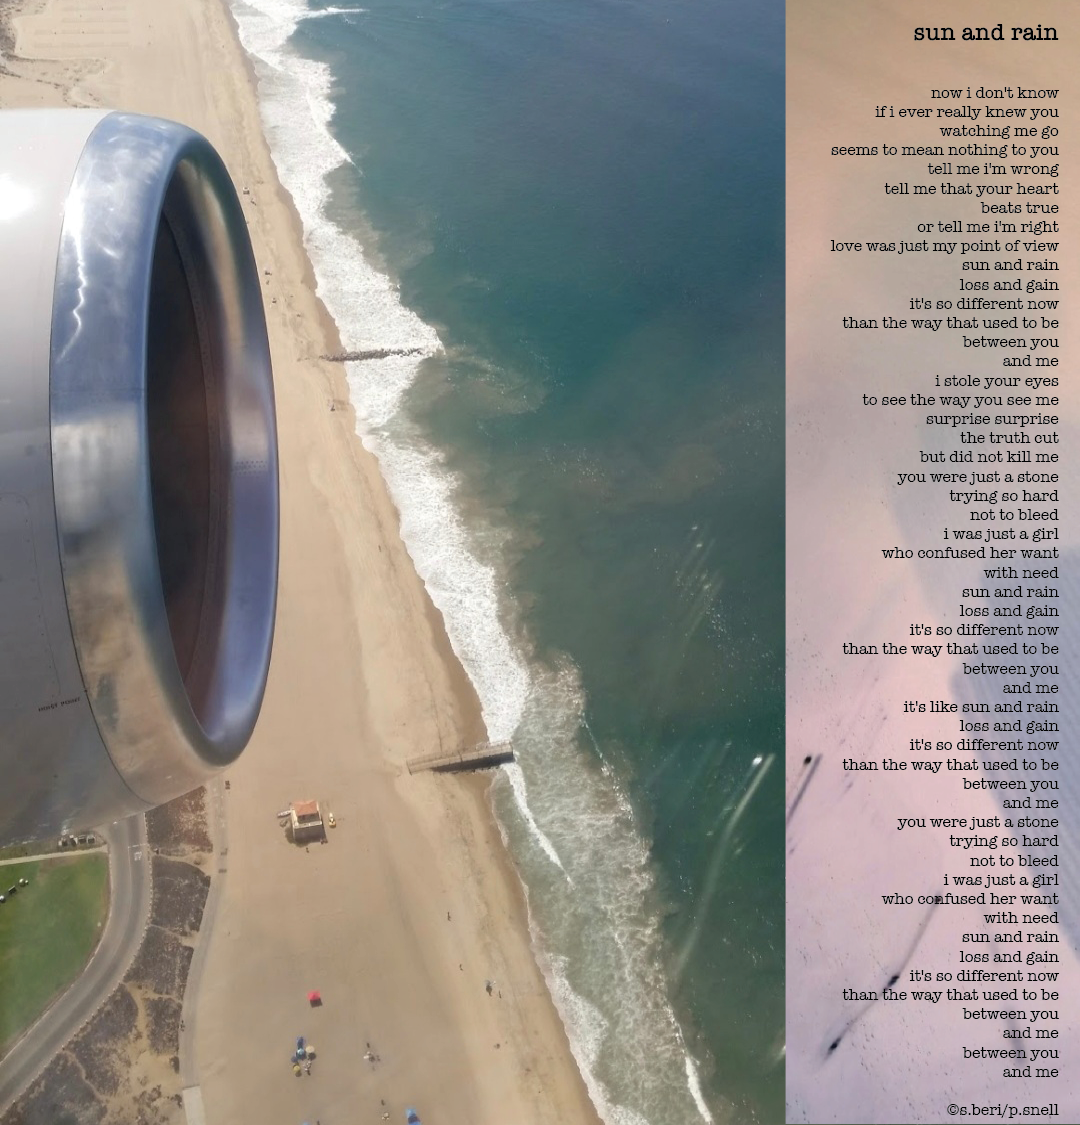 sun and rain
now i don't know
if i ever really knew you
watching me go
seems to mean nothing to you
tell me i'm wrong
tell me that your heart
beats true
or tell me i'm right
love was just my point of view
sun and rain
loss and gain
it's so different now
than the way that used to be
between you
and me
i stole your eyes
to see the way you see me
surprise surprise
the truth cut
but did not kill me
you were just a stone
trying so hard
not to bleed
i was just a girl
who confused her want
with need
sun and rain
loss and gain
it's so different now
than the way that used to be
between you
and me
it's like sun and rain
loss and gain
it's so different now
than the way that used to be
between you
and me
you were just a stone
trying so hard
not to bleed
i was just a girl
who confused her want
with need
sun and rain
loss and gain
it's so different now
than the way that used to be
between you
and me
between you
and me
©s.beri/p.snell